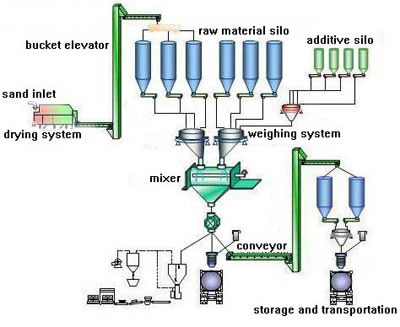 raw material silo
additive silo
bucket elevator
sand inlet
drying system
weighing system
mixer
conveyor
storage and transportation